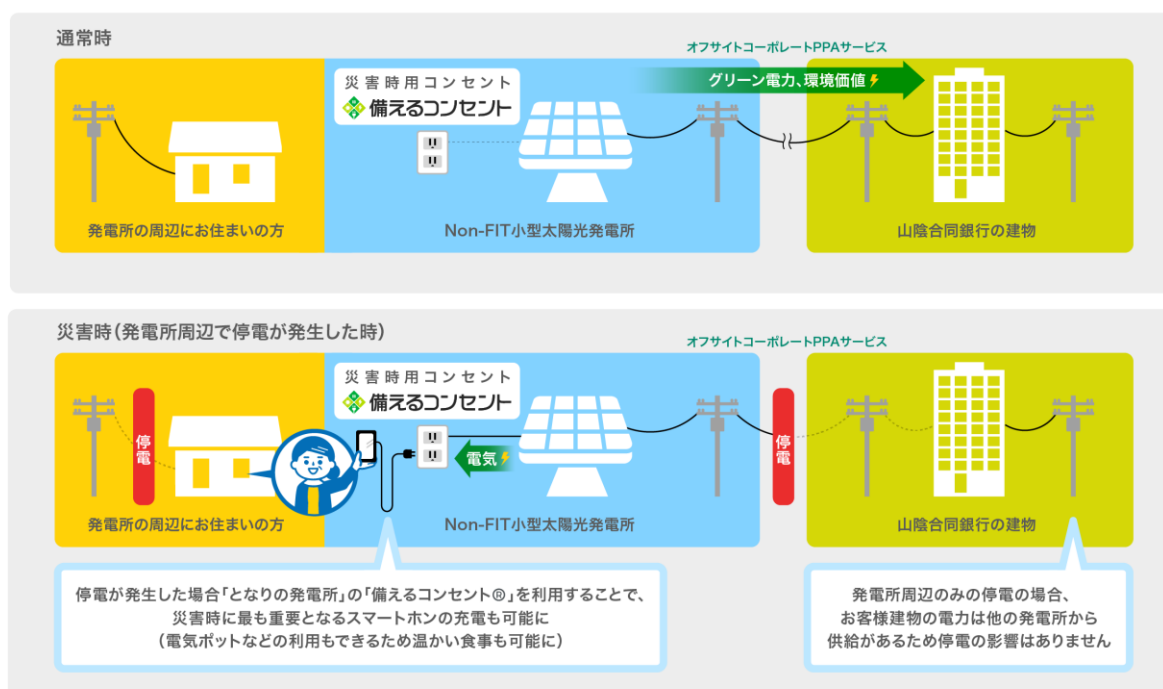 通常時
オフサイトコーポレートPPAサービス
災害時用コンセント
備えるコンセント
グリーン電力、環境価値
発電所の周辺にお住まいの方
Non-FIT小型太陽光発電所
山陰合同銀行の建物
災害時(発電所周辺で停電が発生した時)
オフサイトコーポレートPPAサービス
災害時用コンセント
備えるコンセント
停電
電気
停電
発電所の周辺にお住まいの方
Non-FIT小型太陽光発電所
山陰合同銀行の建物
停電が発生した場合「となりの発電所」の「備えるコンセント®」を利用することで、
災害時に最も重要となるスマートホンの充電も可能に
(電気ポットなどの利用もできるため温かい食事も可能に)
発電所周辺のみの停電の場合、
お客様建物の電力は他の発電所から
供給があるため停電の影響はありません